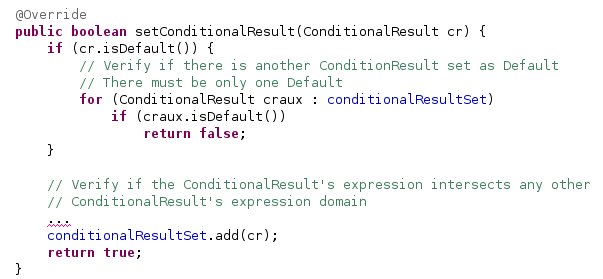 @Override
public boolean setConditionalResult(ConditionalResult cr) {
    if (cr.isDefault()) {
        // Verify if there is another ConditionResult set as Default
        // There must be only one Default
        for (ConditionalResult craux : conditionalResultSet)
            if (craux.isDefault())
                return false;
    }

    // Verify if the ConditionalResult's expression intersects any other
    // ConditionalResult's expression domain
    ...
    conditionalResultSet.add(cr);
    return true;
}